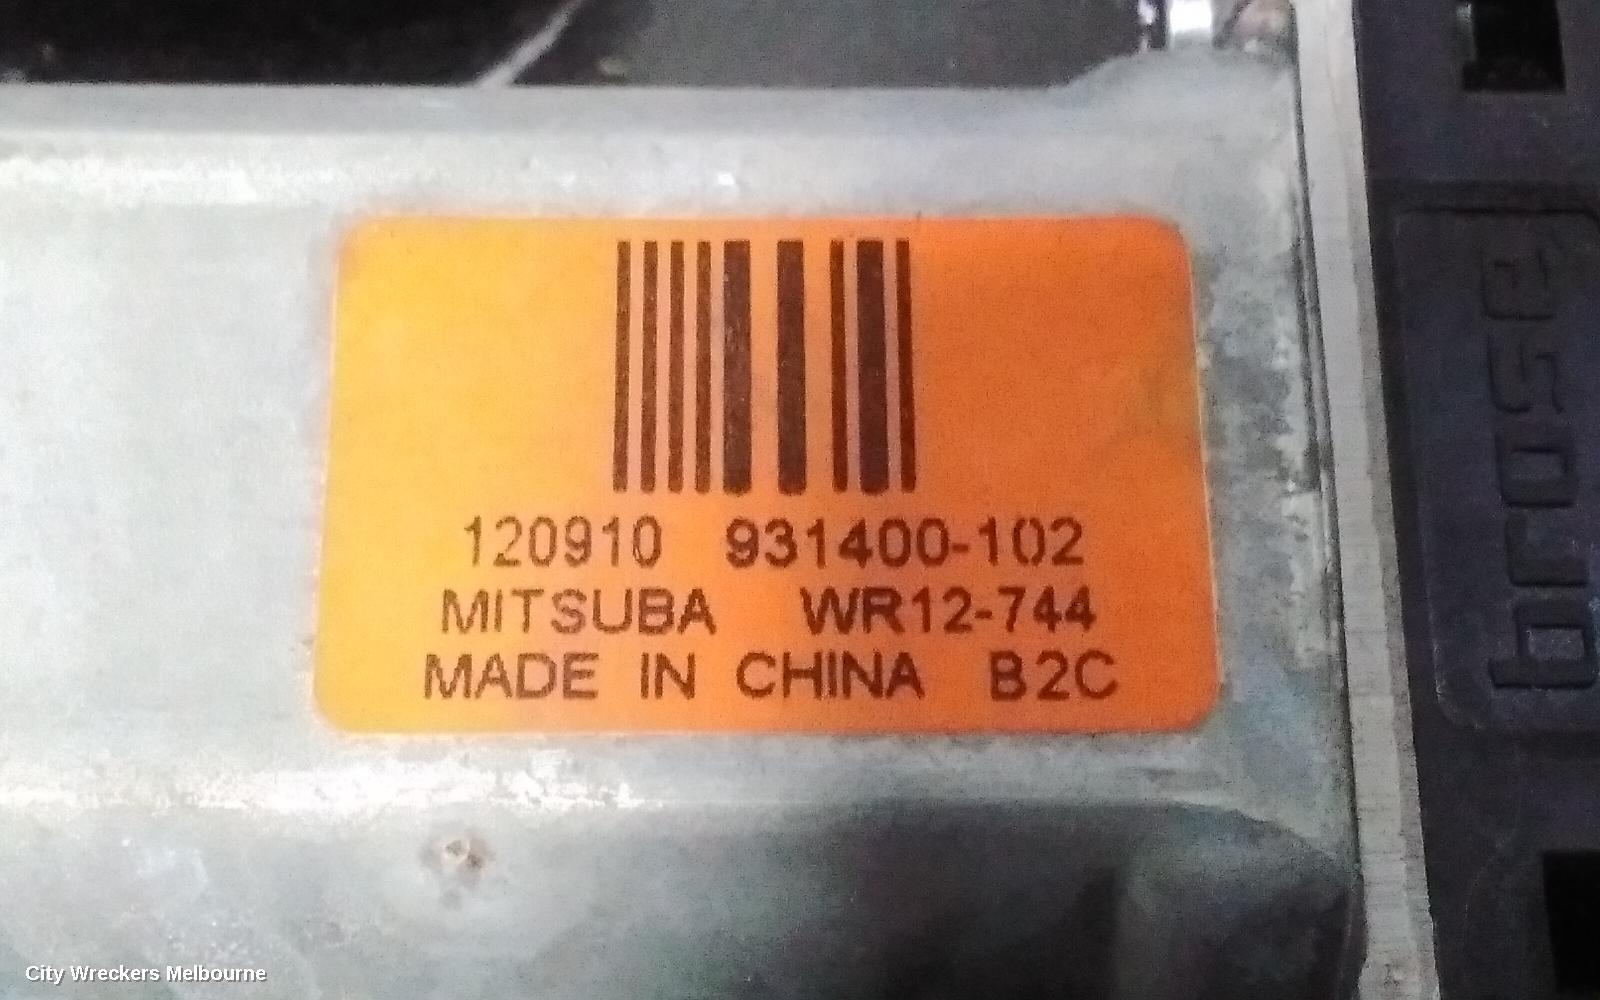 120910 931400-102
MITSUBA WR12-744
MADE IN CHINA B2C
brose
City Wreckers Melbourne